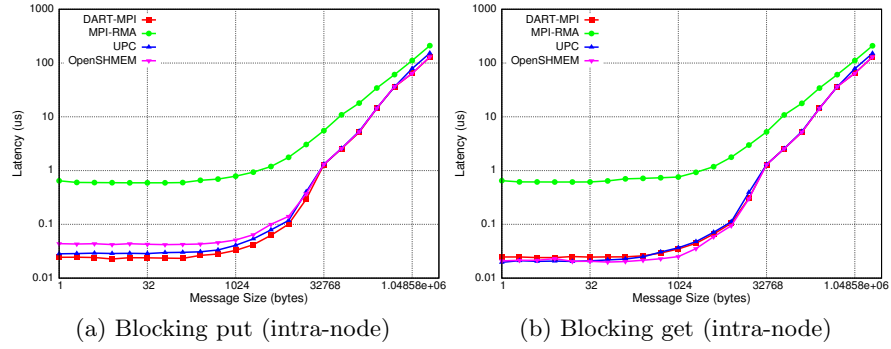 1000
100
10
1
0.1
0.01
Latency (us)
DART-MPI
MPI-RMA
UPC
OpenSHMEM
1
32
1024
32768
1.04858e+06
Message Size (bytes)
(a) Blocking put (intra-node)
1000
100
10
1
0.1
0.01
Latency (us)
DART-MPI
MPI-RMA
UPC
OpenSHMEM
1
32
1024
32768
1.04858e+06
Message Size (bytes)
(b) Blocking get (intra-node)